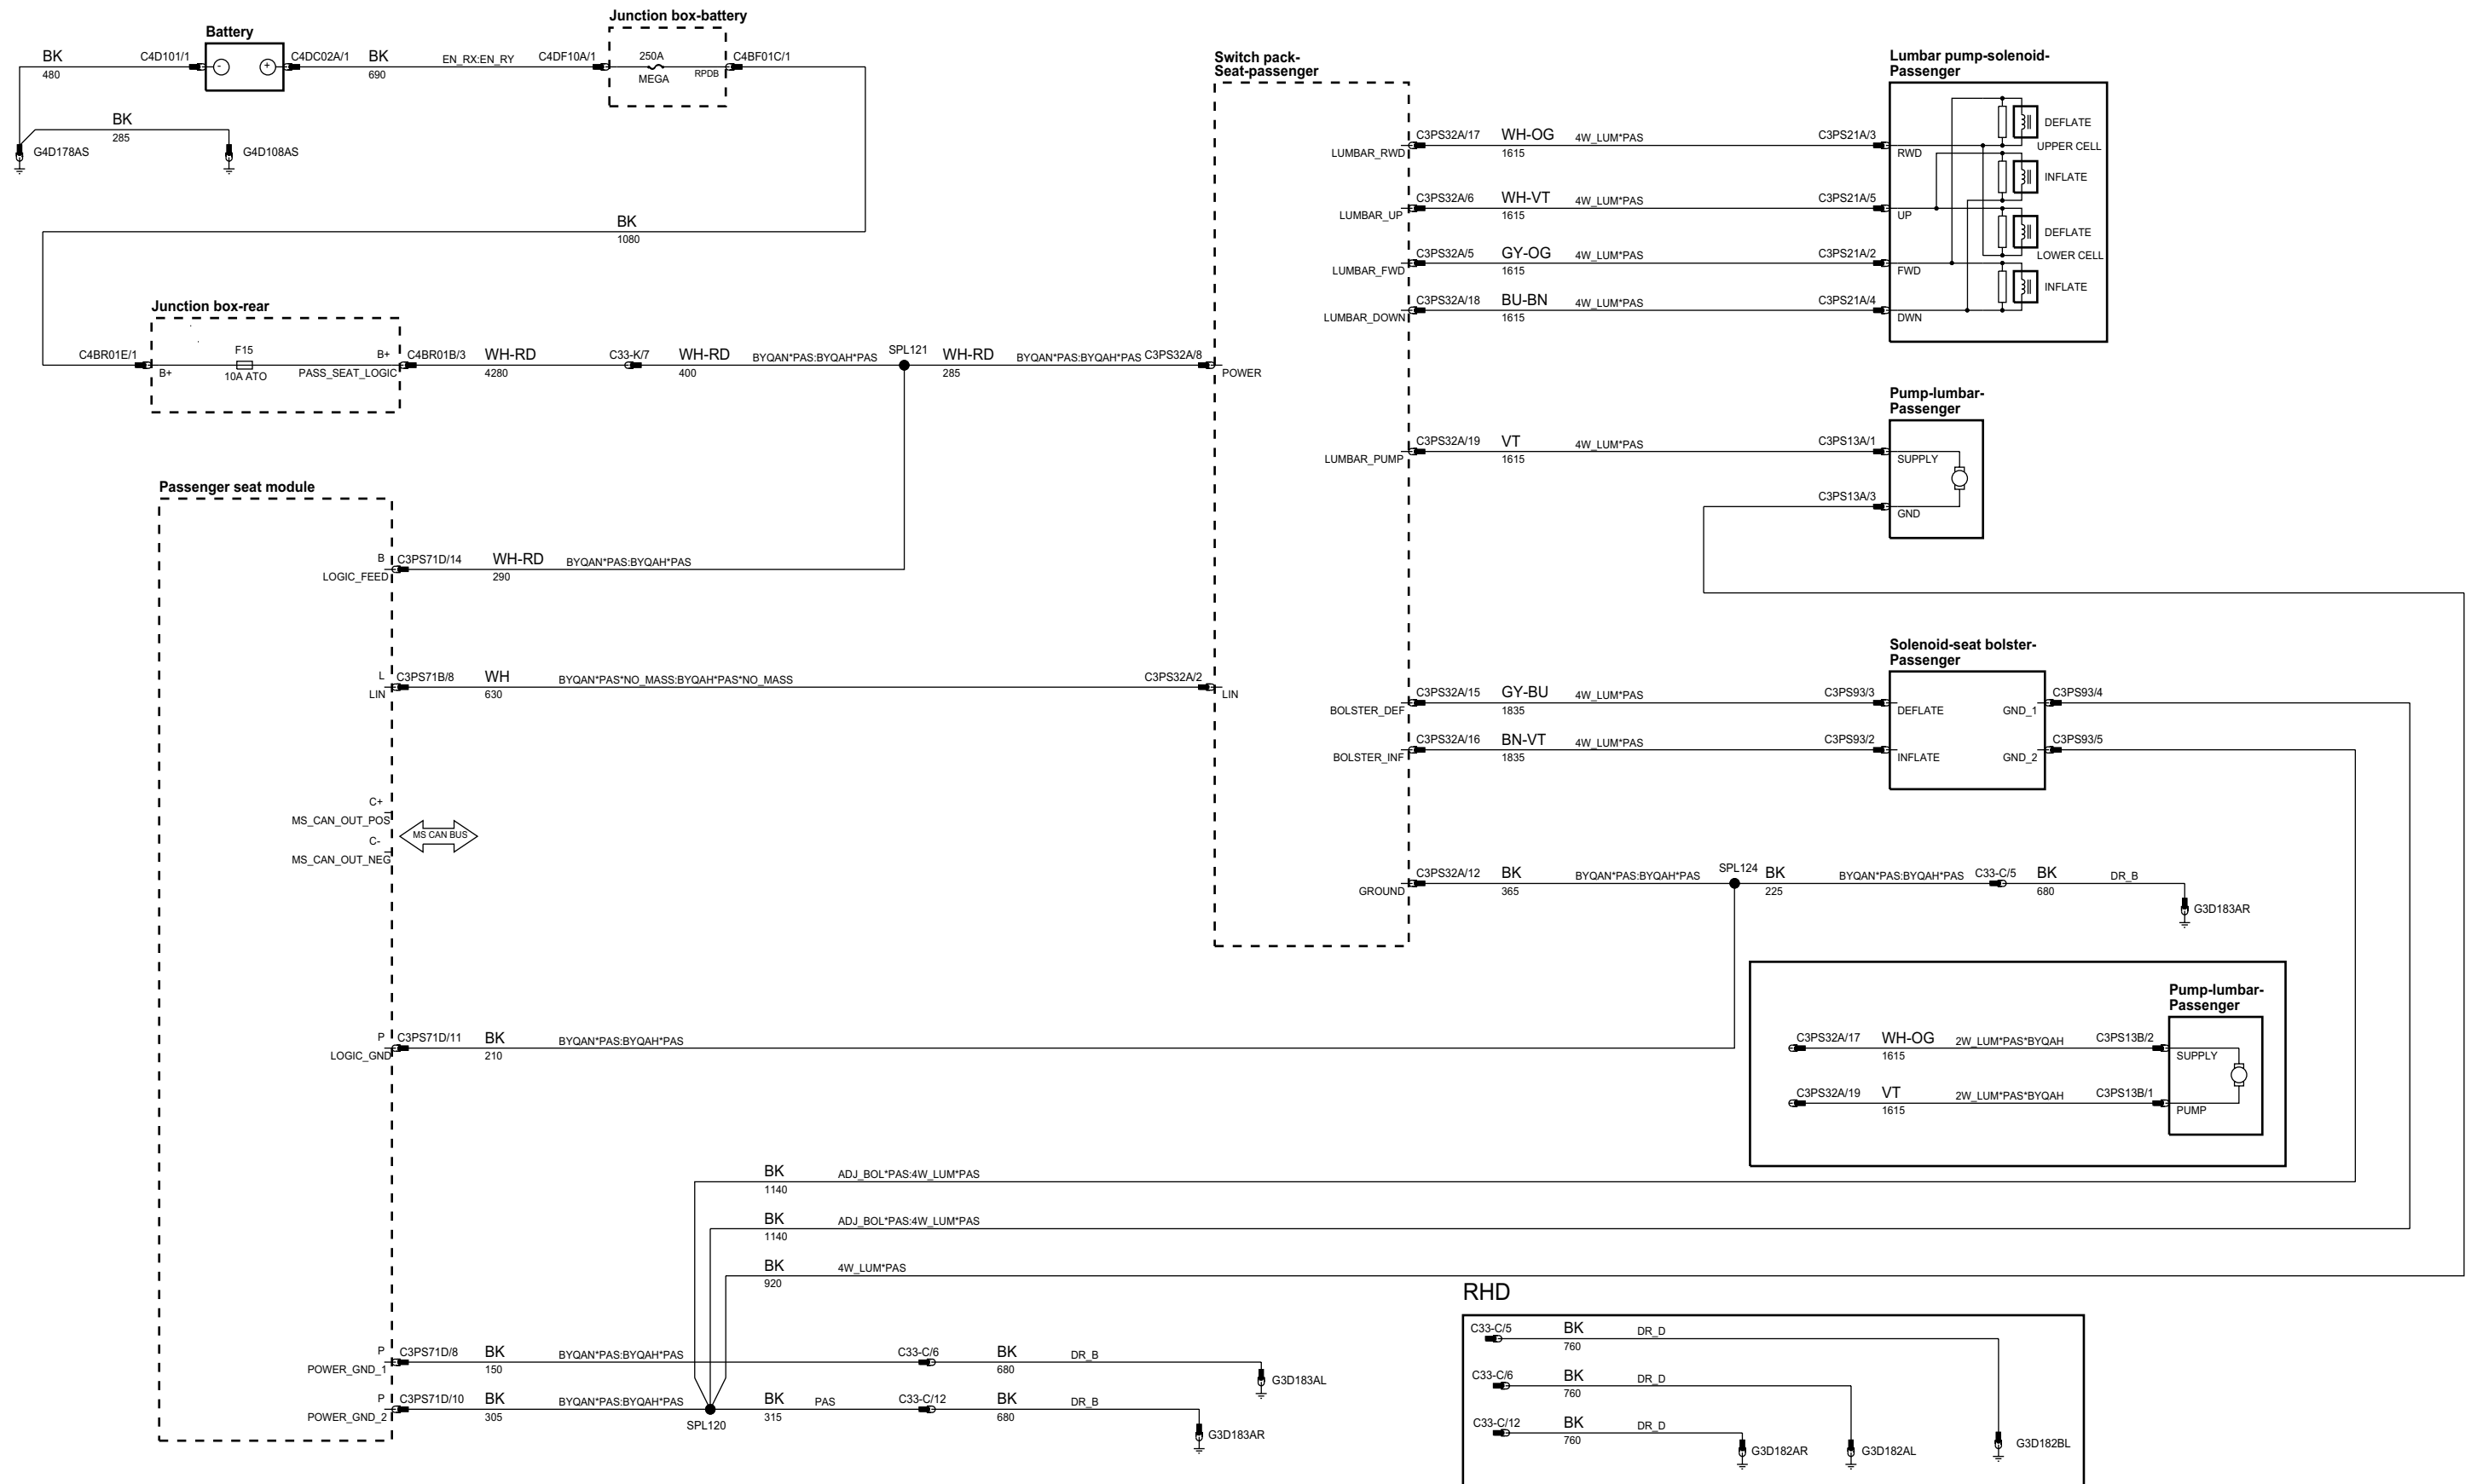 Junction box-battery
Battery
BK
480
C4D101/1
-
+
C4DC02A/1
BK
690
EN_RX:EN_RY
C4DF10A/1
250A
MEGA
RPDB
C4BF01C/1
BK
285
G4D178AS
G4D108AS
BK
1080
Junction box-rear
C4BR01E/1
B+
F15
10A ATO
B+
PASS_SEAT_LOGIC
C4BR01B/3
WH-RD
4280
C33-K/7
WH-RD
400
BYQAN*PAS:BYQAH*PAS
SPL121
WH-RD
285
BYQAN*PAS:BYQAH*PAS
C3PS32A/8
POWER
Switch pack-
Seat-passenger
LUMBAR_RWD
C3PS32A/17
WH-OG
1615
4W_LUM*PAS
C3PS21A/3
RWD
LUMBAR_UP
C3PS32A/6
WH-VT
1615
4W_LUM*PAS
C3PS21A/5
UP
LUMBAR_FWD
C3PS32A/5
GY-OG
1615
4W_LUM*PAS
C3PS21A/2
FWD
LUMBAR_DOWN
C3PS32A/18
BU-BN
1615
4W_LUM*PAS
C3PS21A/4
DWN
Lumbar pump-solenoid-
Passenger
DEFLATE
UPPER CELL
INFLATE
DEFLATE
LOWER CELL
INFLATE
Pump-lumbar-
Passenger
LUMBAR_PUMP
C3PS32A/19
VT
1615
4W_LUM*PAS
C3PS13A/1
SUPPLY
C3PS13A/3
GND
Passenger seat module
B
LOGIC_FEED
C3PS71D/14
WH-RD
290
BYQAN*PAS:BYQAH*PAS
L
LIN
C3PS71B/8
WH
630
BYQAN*PAS*NO_MASS:BYQAH*PAS*NO_MASS
C3PS32A/2
LIN
Solenoid-seat bolster-
Passenger
BOLSTER_DEF
C3PS32A/15
GY-BU
1835
4W_LUM*PAS
C3PS93/3
DEFLATE
GND_1
C3PS93/4
BOLSTER_INF
C3PS32A/16
BN-VT
1835
4W_LUM*PAS
C3PS93/2
INFLATE
GND_2
C3PS93/5
C+
MS_CAN_OUT_POS
C-
MS_CAN_OUT_NEG
MS CAN BUS
GROUND
C3PS32A/12
BK
365
BYQAN*PAS:BYQAH*PAS
SPL124
BK
225
BYQAN*PAS:BYQAH*PAS
C33-C/5
BK
680
DR_B
G3D183AR
P
LOGIC_GND
C3PS71D/11
BK
210
BYQAN*PAS:BYQAH*PAS
Pump-lumbar-
Passenger
C3PS32A/17
WH-OG
1615
2W_LUM*PAS*BYQAH
C3PS13B/2
SUPPLY
C3PS32A/19
VT
1615
2W_LUM*PAS*BYQAH
C3PS13B/1
PUMP
BK
1140
ADJ_BOL*PAS:4W_LUM*PAS
BK
1140
ADJ_BOL*PAS:4W_LUM*PAS
BK
920
4W_LUM*PAS
P
POWER_GND_1
C3PS71D/8
BK
150
BYQAN*PAS:BYQAH*PAS
C33-C/6
BK
680
DR_B
G3D183AL
P
POWER_GND_2
C3PS71D/10
BK
305
BYQAN*PAS:BYQAH*PAS
SPL120
BK
315
PAS
C33-C/12
BK
680
DR_B
G3D183AR
RHD
C33-C/5
BK
760
DR_D
C33-C/6
BK
760
DR_D
C33-C/12
BK
760
DR_D
G3D182AR
G3D182AL
G3D182BL